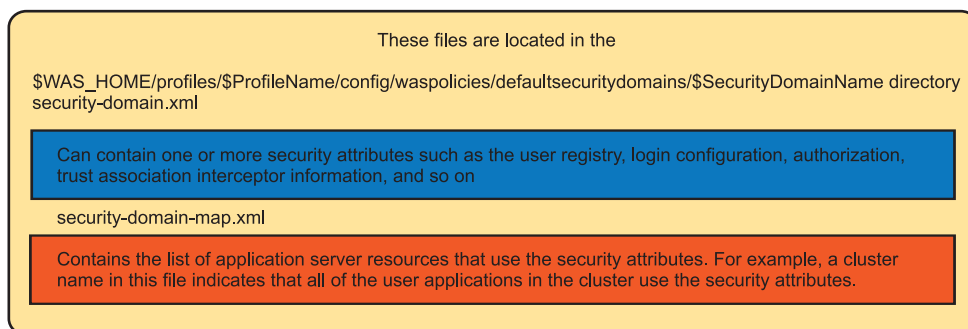 These files are located in the
$WAS_HOME/profiles/$ProfileName/config/waspolicies/defaultsecuritydomains/$SecurityDomainName directory
security-domain.xml
Can contain one or more security attributes such as the user registry, login configuration, authorization,
trust association interceptor information, and so on
security-domain-map.xml
Contains the list of application server resources that use the security attributes. For example, a cluster
name in this file indicates that all of the user applications in the cluster use the security attributes.